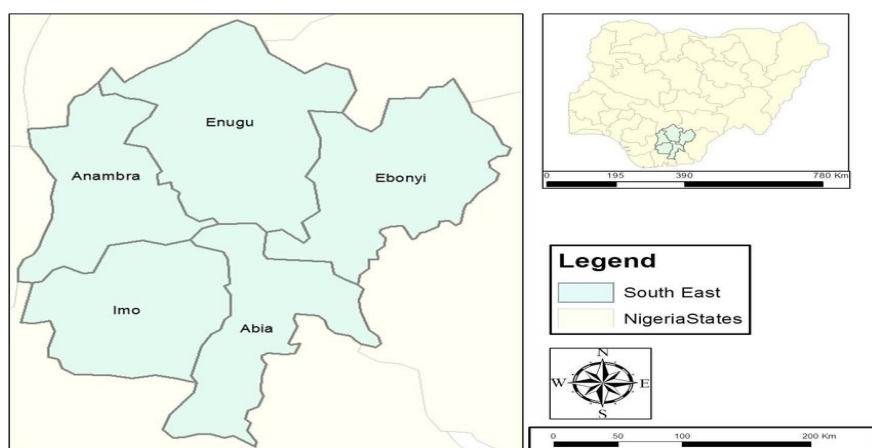 Enugu
Anambra
Ebonyi
Imo
Abia
0 195 390 780 Km
Legend
South East
NigeriaStates
N
W E
S
0 50 100 200 Km